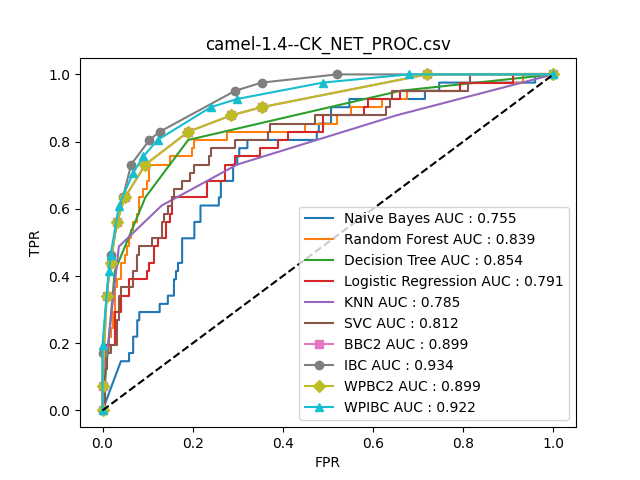 camel-1.4--CK_NET_PROC.csv
1.0
0.8
0.6
0.4
0.2
0.0
TPR
Naive Bayes AUC : 0.755
Random Forest AUC : 0.839
Decision Tree AUC : 0.854
Logistic Regression AUC : 0.791
KNN AUC : 0.785
SVC AUC : 0.812
BBC2 AUC : 0.899
IBC AUC : 0.934
WPBC2 AUC : 0.899
WPIBC AUC : 0.922
0.0 0.2 0.4 0.6 0.8 1.0
FPR